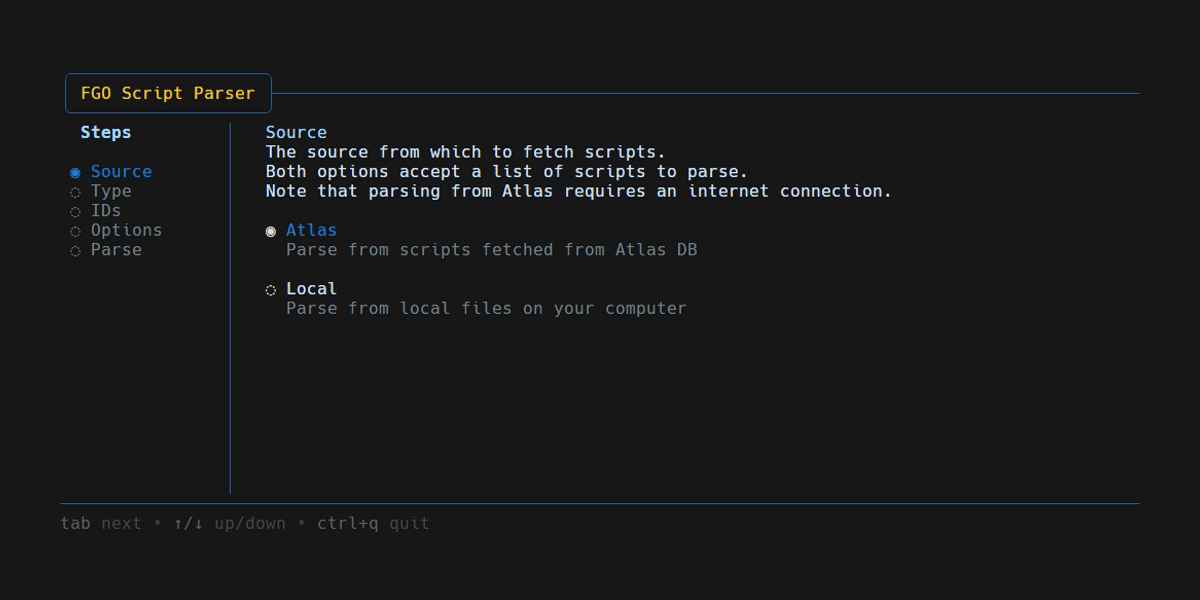 FGO Script Parser
Steps
◉ Source
◌ Type
◌ IDs
◌ Options
◌ Parse
Source
The source from which to fetch scripts.
Both options accept a list of scripts to parse.
Note that parsing from Atlas requires an internet connection.
◉ Atlas
Parse from scripts fetched from Atlas DB
◌ Local
Parse from local files on your computer
tab next • ↑/↓ up/down • ctrl+q quit